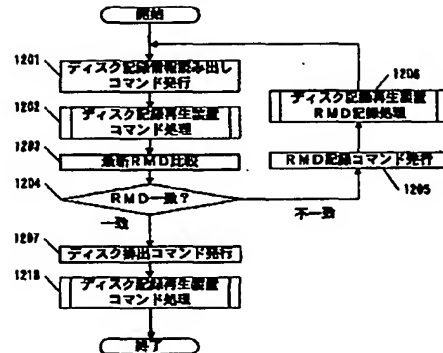 開始
1201
ディスク記録情報読み出し
コマンド発行
1202
ディスク記録再生装置
コマンド処理
1203
最新RMD比較
1204
RMD一致?
一致
不一致
1206
ディスク記録再生装置
RMD記録処理
RMD記録コマンド発行
1205
1207
ディスク排出コマンド発行
1218
ディスク記録再生装置
コマンド処理
終了